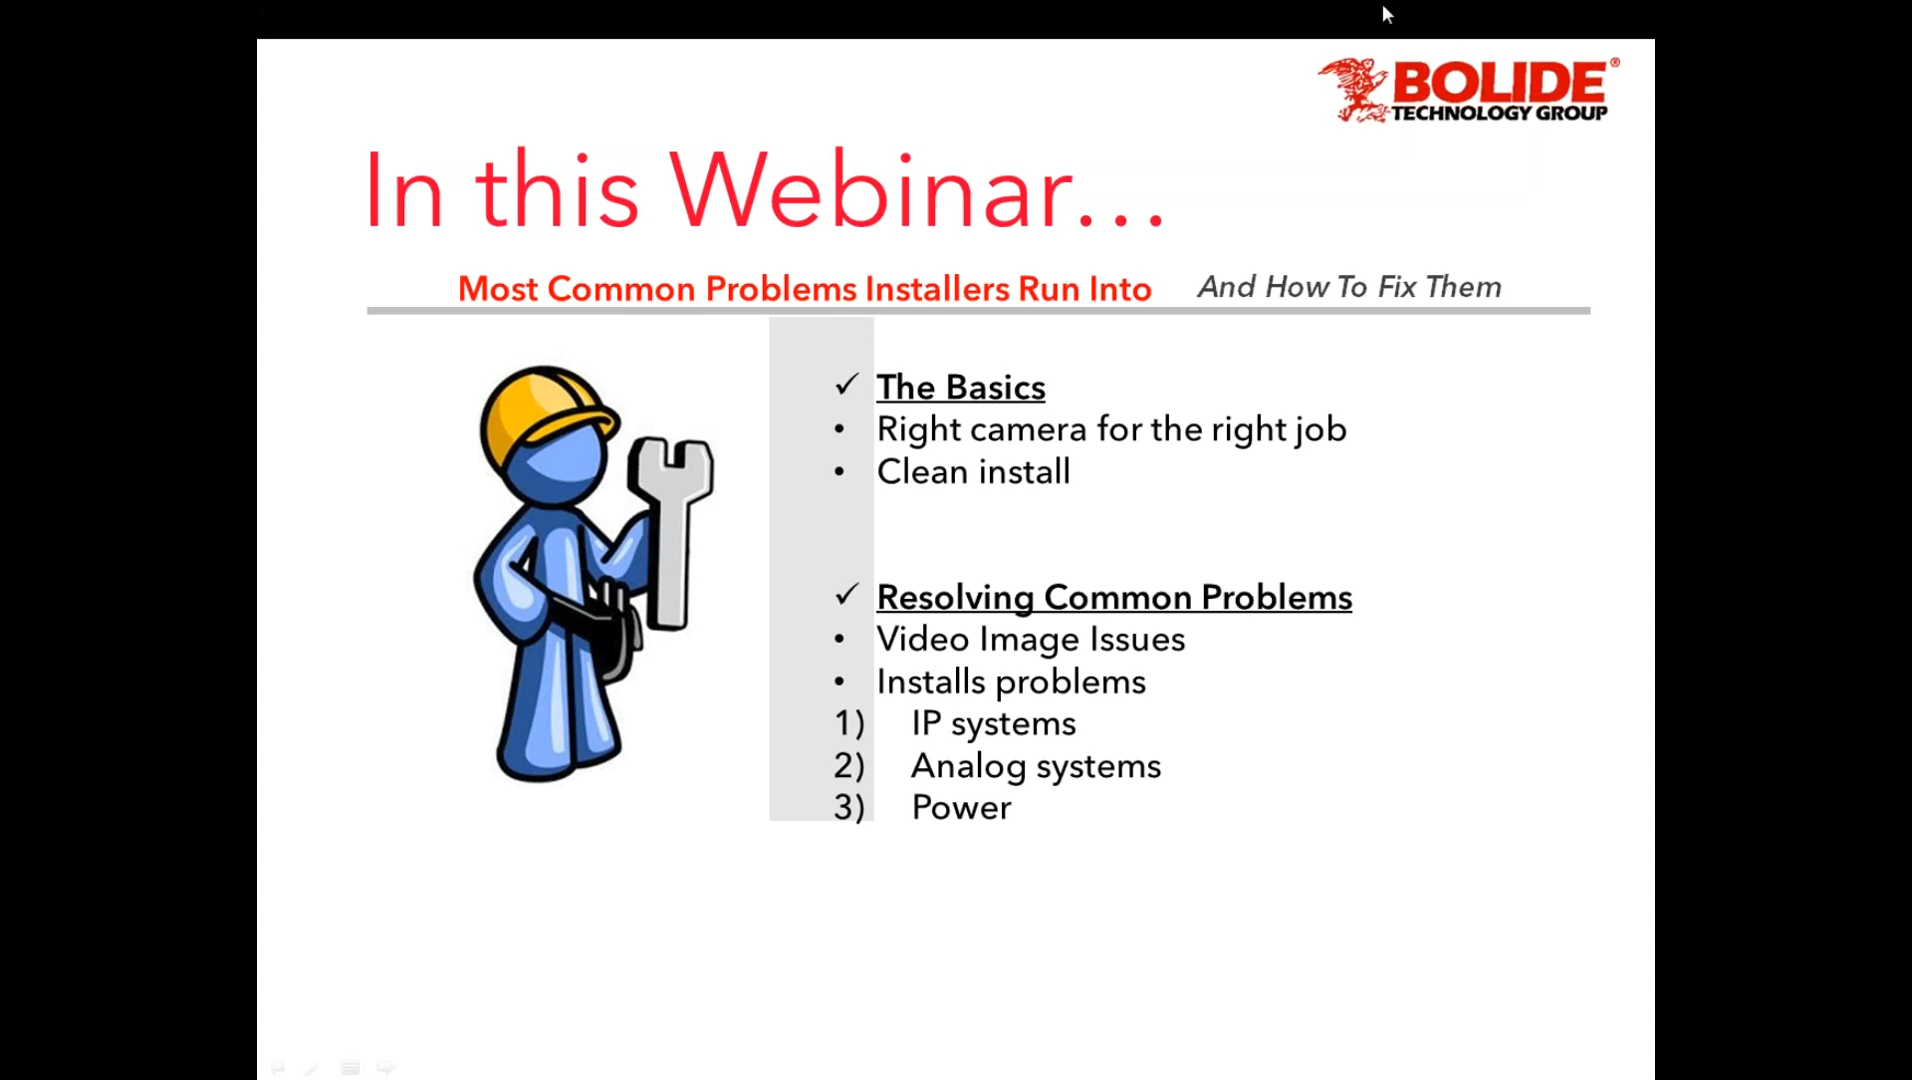 BOLIDE®
TECHNOLOGY GROUP
In this Webinar...
Most Common Problems Installers Run Into And How To Fix Them
✓ The Basics
• Right camera for the right job
• Clean install
✓ Resolving Common Problems
• Video Image Issues
• Installs problems
1) IP systems
2) Analog systems
3) Power